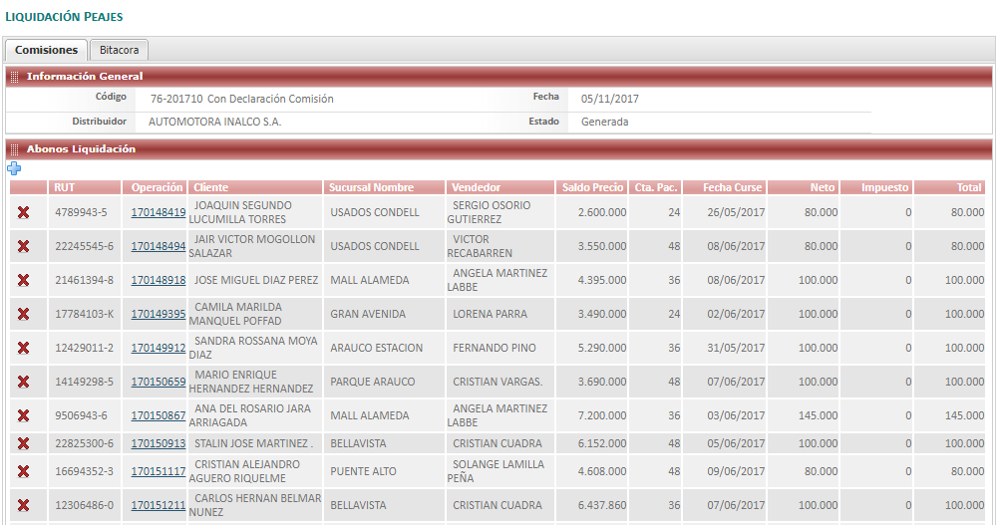 LIQUIDACIÓN PEAJES
Comisiones Bitacora
Información General
Código 76-201710 Con Declaración Comisión Fecha 05/11/2017
Distribuidor AUTOMOTORA INALCO S.A. Estado Generada
Abonos Liquidación
RUT Operación Cliente Sucursal Nombre Vendedor Saldo Precio Cta. Pac. Fecha Curse Neto Impuesto Total
4789943-5 170148419 JOAQUIN SEGUNDO LUCUMILLA TORRES USADOS CONDELL SERGIO OSORIO GUTIERREZ 2.600.000 24 26/05/2017 80.000 0 80.000
22245545-6 170148494 JAIR VICTOR MOGOLLON SALAZAR USADOS CONDELL VICTOR RECABARREN 3.550.000 48 08/06/2017 80.000 0 80.000
21461394-8 170148918 JOSE MIGUEL DIAZ PEREZ MALL ALAMEDA ANGELA MARTINEZ LABBE 4.395.000 36 08/06/2017 100.000 0 100.000
17784103-K 170149395 CAMILA MARILDA MANQUEL POFFAD GRAN AVENIDA LORENA PARRA 3.490.000 24 02/06/2017 100.000 0 100.000
12429011-2 170149912 SANDRA ROSSANA MOYA DIAZ ARAUCO ESTACION FERNANDO PINO 5.290.000 36 31/05/2017 100.000 0 100.000
14149298-5 170150659 MARIO ENRIQUE HERNANDEZ HERNANDEZ PARQUE ARAUCO CRISTIAN VARGAS. 3.690.000 48 07/06/2017 100.000 0 100.000
9506943-6 170150867 ANA DEL ROSARIO JARA ARRIAGADA MALL ALAMEDA ANGELA MARTINEZ LABBE 7.200.000 36 03/06/2017 145.000 0 145.000
22825300-6 170150913 STALIN JOSE MARTINEZ . BELLAVISTA CRISTIAN CUADRA 6.152.000 48 05/06/2017 100.000 0 100.000
16694352-3 170151117 CRISTIAN ALEJANDRO AGUERO RIQUELME PUENTE ALTO SOLANGE LAMILLA PEÑA 4.608.000 48 09/06/2017 80.000 0 80.000
12306486-0 170151211 CARLOS HERNAN BELMAR NUNEZ BELLAVISTA CRISTIAN CUADRA 6.437.860 36 07/06/2017 100.000 0 100.000